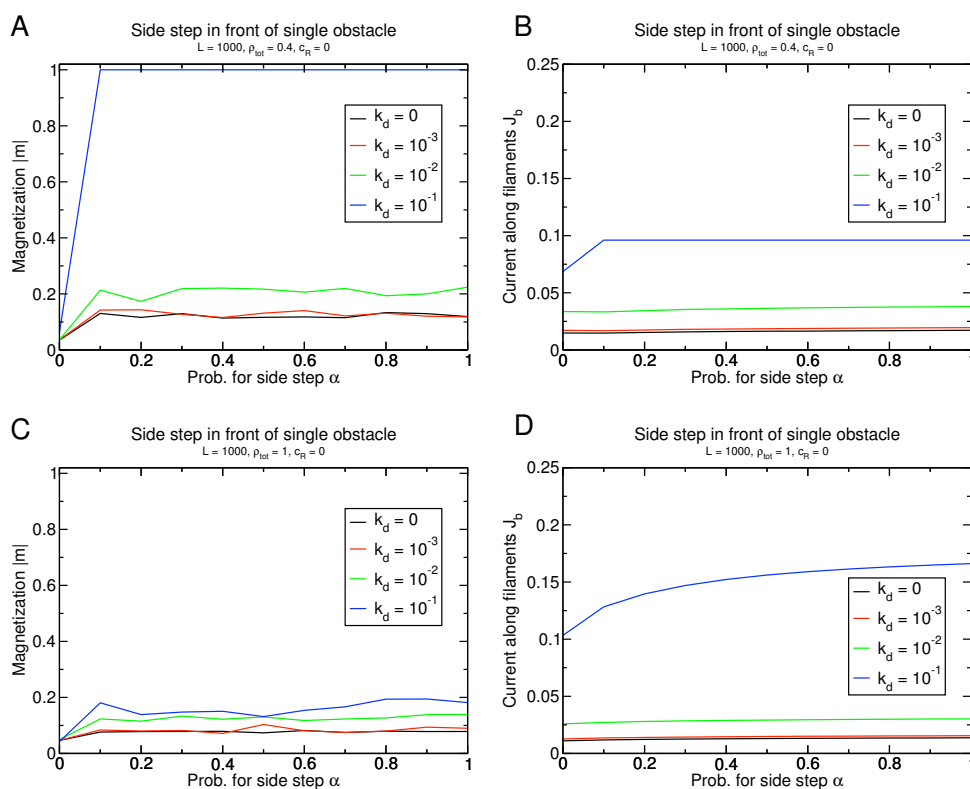 A
Side step in front of single obstacle
L = 1000, ρtot = 0.4, cR = 0
Magnetization |m|
1
0.8
0.6
0.4
0.2
0
kd = 0
kd = 10-3
kd = 10-2
kd = 10-1
0 0.2 0.4 0.6 0.8 1
Prob. for side step α
B
Side step in front of single obstacle
L = 1000, ρtot = 0.4, cR = 0
Current along filaments Jb
0.25
0.2
0.15
0.1
0.05
0
kd = 0
kd = 10-3
kd = 10-2
kd = 10-1
0 0.2 0.4 0.6 0.8 1
Prob. for side step α
C
Side step in front of single obstacle
L = 1000, ρtot = 1, cR = 0
Magnetization |m|
1
0.8
0.6
0.4
0.2
0
kd = 0
kd = 10-3
kd = 10-2
kd = 10-1
0 0.2 0.4 0.6 0.8 1
Prob. for side step α
D
Side step in front of single obstacle
L = 1000, ρtot = 1, cR = 0
Current along filaments Jb
0.25
0.2
0.15
0.1
0.05
0
kd = 0
kd = 10-3
kd = 10-2
kd = 10-1
0 0.2 0.4 0.6 0.8 1
Prob. for side step α